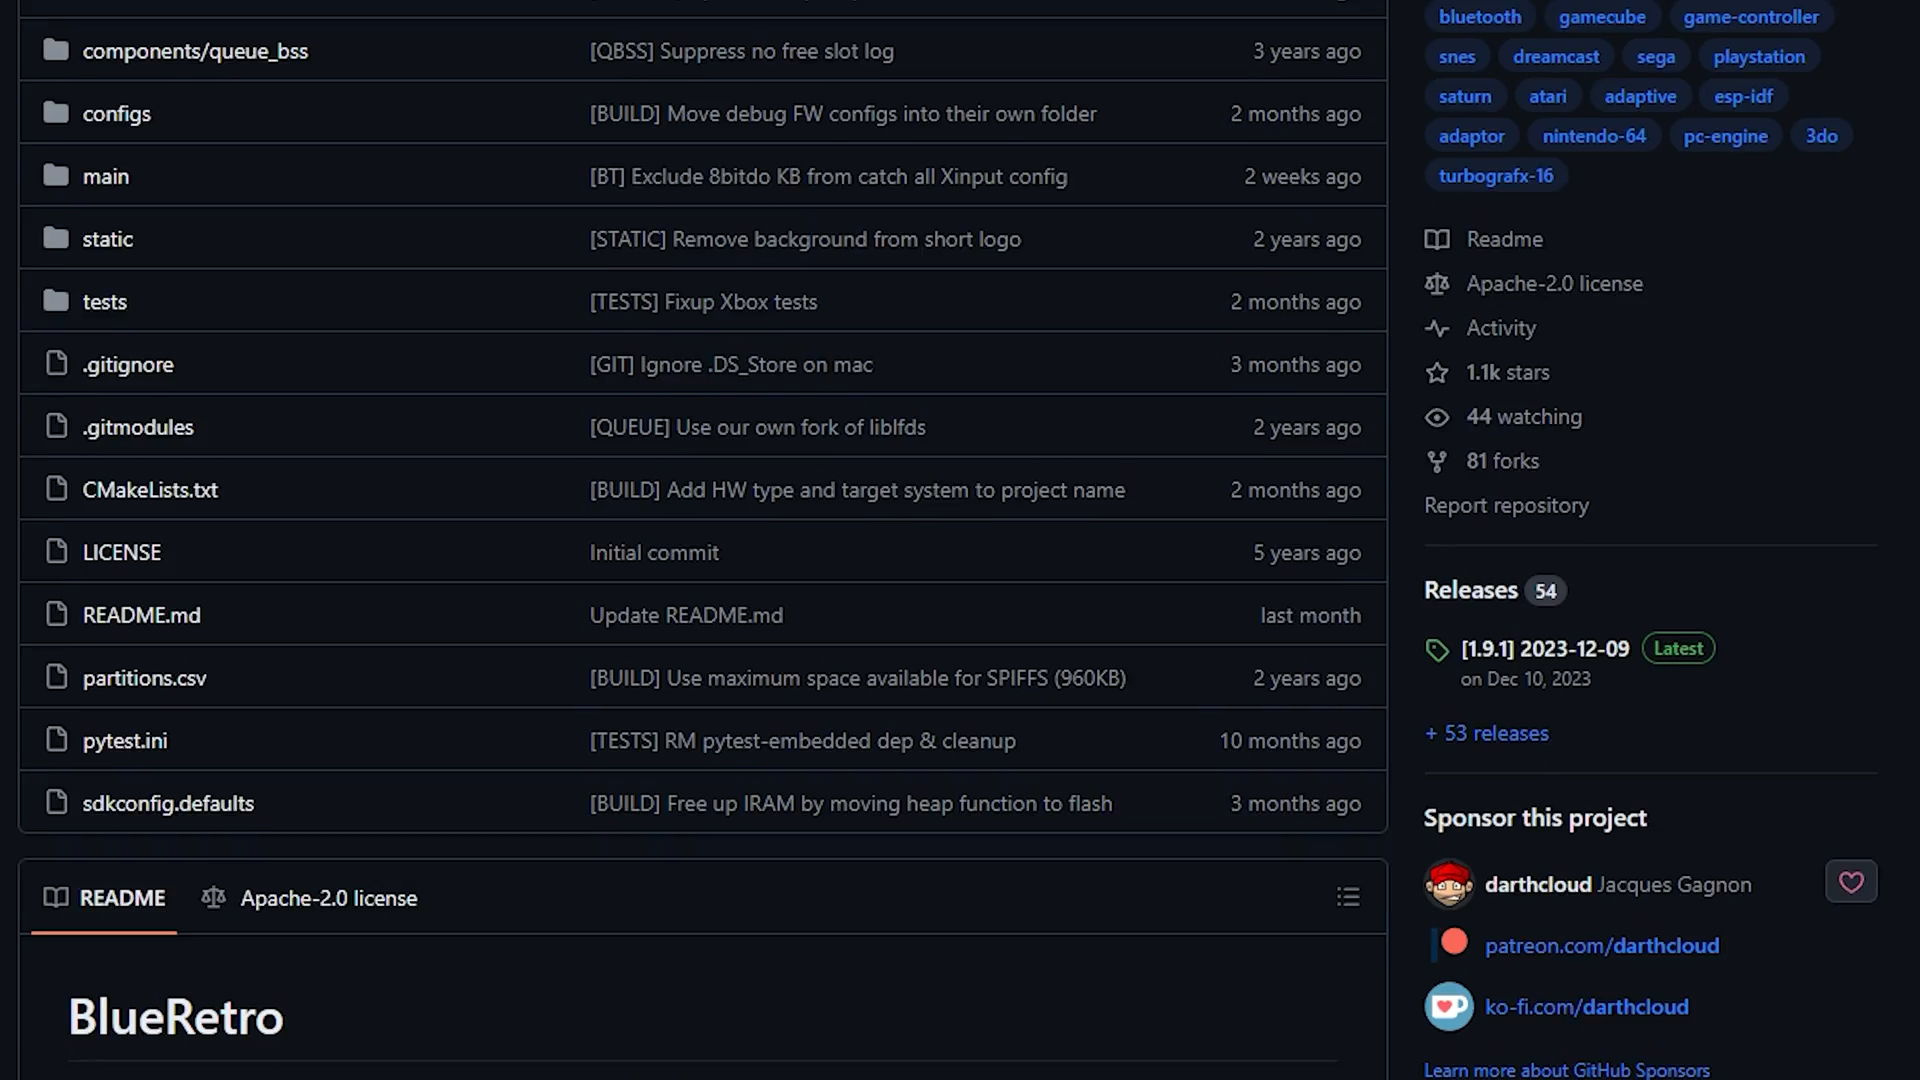 components/queue_bss [QBSS] Suppress no free slot log 3 years ago
configs [BUILD] Move debug FW configs into their own folder 2 months ago
main [BT] Exclude 8bitdo KB from catch all Xinput config 2 weeks ago
static [STATIC] Remove background from short logo 2 years ago
tests [TESTS] Fixup Xbox tests 2 months ago
.gitignore [GIT] Ignore .DS_Store on mac 3 months ago
.gitmodules [QUEUE] Use our own fork of liblfds 2 years ago
CMakeLists.txt [BUILD] Add HW type and target system to project name 2 months ago
LICENSE Initial commit 5 years ago
README.md Update README.md last month
partitions.csv [BUILD] Use maximum space available for SPIFFS (960KB) 2 years ago
pytest.ini [TESTS] RM pytest-embedded dep & cleanup 10 months ago
sdkconfig.defaults [BUILD] Free up IRAM by moving heap function to flash 3 months ago
README Apache-2.0 license
BlueRetro
bluetooth gamecube game-controller
snes dreamcast sega playstation
saturn atari adaptive esp-idf
adaptor nintendo-64 pc-engine 3do
turbografx-16
Readme
Apache-2.0 license
Activity
1.1k stars
44 watching
81 forks
Report repository
Releases 54
[1.9.1] 2023-12-09 Latest
on Dec 10, 2023
+ 53 releases
Sponsor this project
darthcloud Jacques Gagnon
patreon.com/darthcloud
ko-fi.com/darthcloud
Learn more about GitHub Sponsors